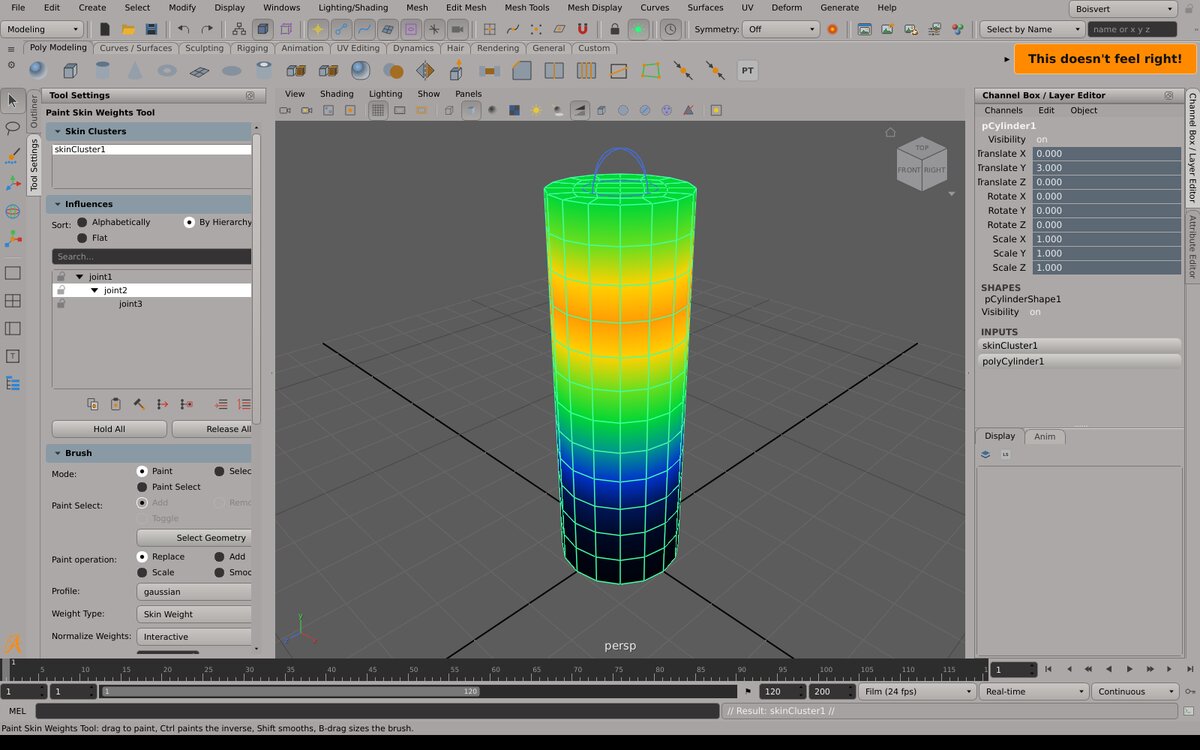 File Edit Create Select Modify Display Windows Lighting/Shading Mesh Edit Mesh Mesh Tools Mesh Display Curves Surfaces UV Deform Generate Help Boisvert
Modeling Symmetry: Off Select by Name name or x y z
Poly Modeling Curves / Surfaces Sculpting Rigging Animation UV Editing Dynamics Hair Rendering General Custom
This doesn't feel right!
PT
Tool Settings
Paint Skin Weights Tool
Outliner
Tool Settings
Skin Clusters
skinCluster1
Influences
Sort: Alphabetically By Hierarchy
Flat
Search...
joint1
joint2
joint3
Hold All Release All
Brush
Mode: Paint Selec
Paint Select
Paint Select: Add Remo
Toggle
Select Geometry
Paint operation: Replace Add
Scale Smoo
Profile: gaussian
Weight Type: Skin Weight
Normalize Weights: Interactive
View Shading Lighting Show Panels
TOP
FRONT RIGHT
y
persp
Channel Box / Layer Editor
Channels Edit Object
pCylinder1
Visibility on
Translate X 0.000
Translate Y 3.000
Translate Z 0.000
Rotate X 0.000
Rotate Y 0.000
Rotate Z 0.000
Scale X 1.000
Scale Y 1.000
Scale Z 1.000
SHAPES
pCylinderShape1
Visibility on
INPUTS
skinCluster1
polyCylinder1
Display Anim
Channel Box / Layer Editor
Attribute Editor
1 5 10 15 20 25 30 35 40 45 50 55 60 65 70 75 80 85 90 95 100 105 110 115 1
1 1 1 120 120 200 Film (24 fps) Real-time Continuous
MEL // Result: skinCluster1 //
Paint Skin Weights Tool: drag to paint, Ctrl paints the inverse, Shift smooths, B-drag sizes the brush.